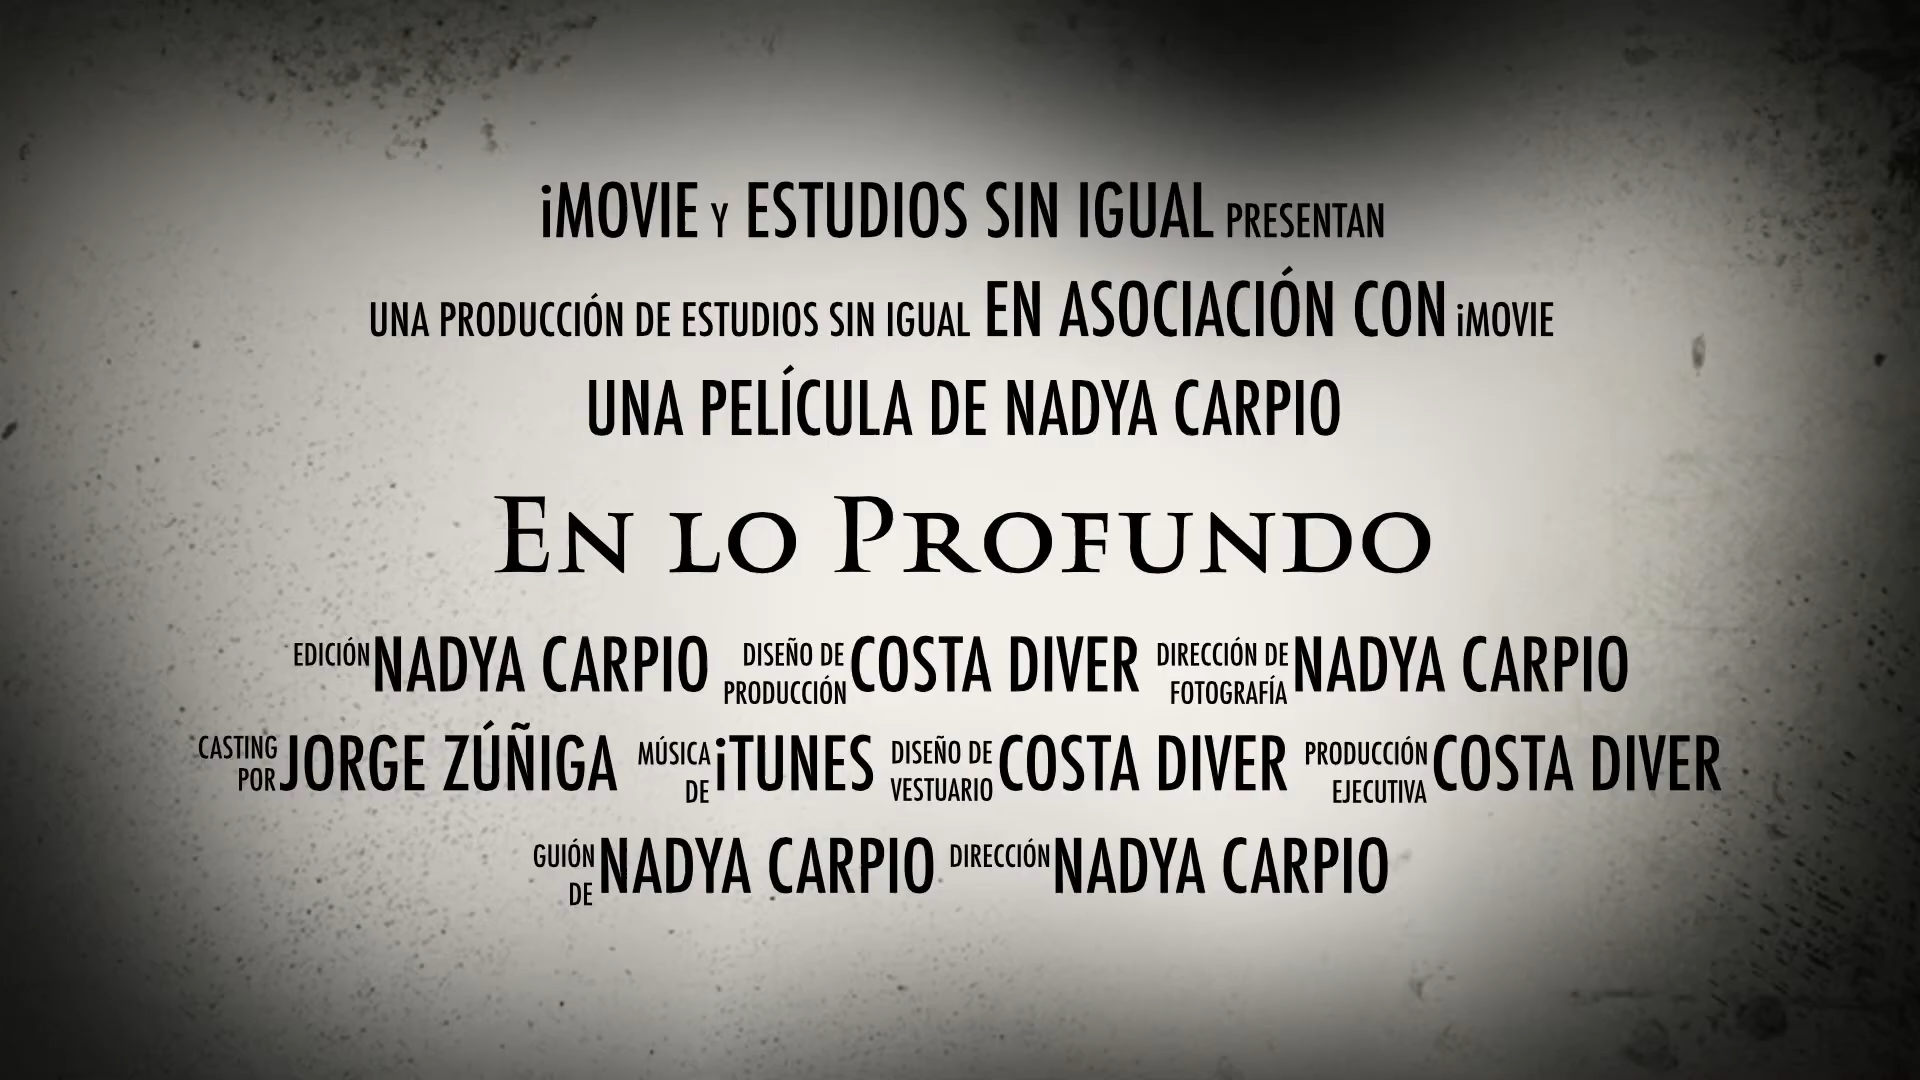 iMOVIE Y ESTUDIOS SIN IGUAL PRESENTAN
UNA PRODUCCIÓN DE ESTUDIOS SIN IGUAL EN ASOCIACIÓN CON iMOVIE
UNA PELÍCULA DE NADYA CARPIO
EN LO PROFUNDO
EDICIÓN NADYA CARPIO DISEÑO DE PRODUCCIÓN COSTA DIVER DIRECCIÓN DE FOTOGRAFÍA NADYA CARPIO
CASTING POR JORGE ZÚÑIGA MÚSICA DE iTUNES DISEÑO DE VESTUARIO COSTA DIVER PRODUCCIÓN EJECUTIVA COSTA DIVER
GUIÓN DE NADYA CARPIO DIRECCIÓN NADYA CARPIO